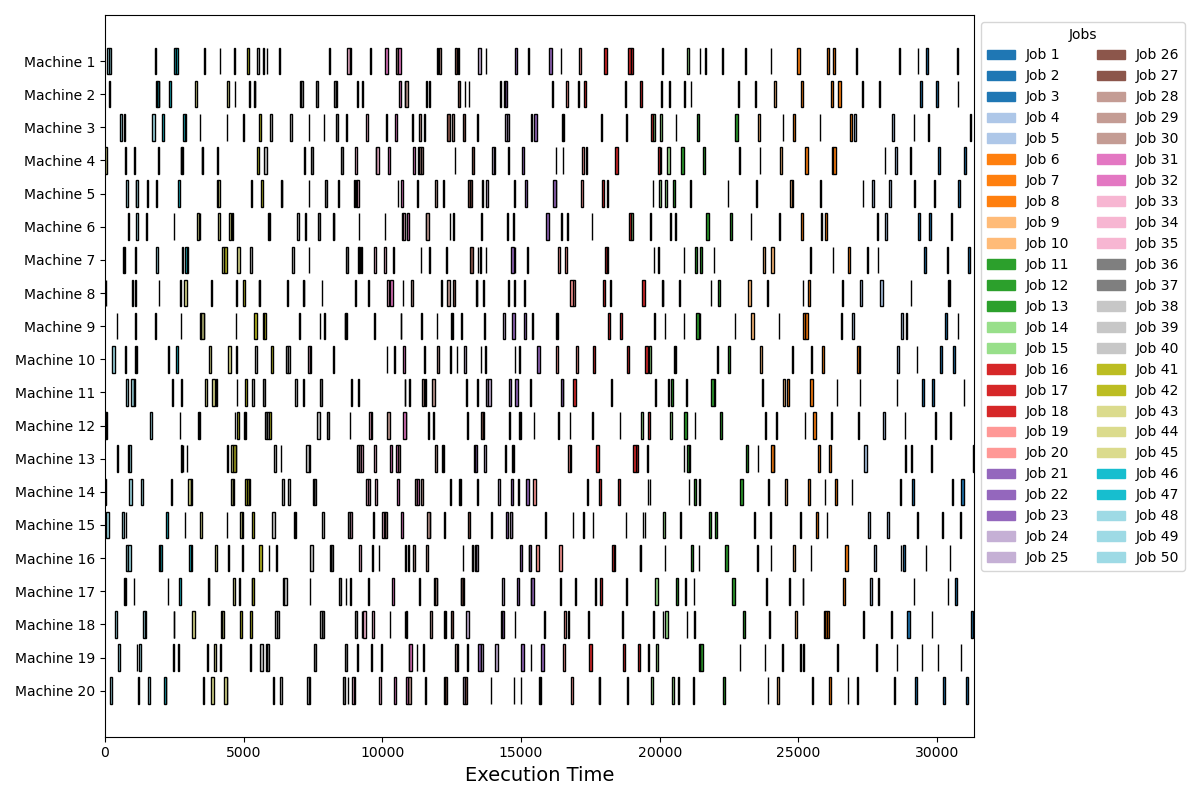 Machine 1
Machine 2
Machine 3
Machine 4
Machine 5
Machine 6
Machine 7
Machine 8
Machine 9
Machine 10
Machine 11
Machine 12
Machine 13
Machine 14
Machine 15
Machine 16
Machine 17
Machine 18
Machine 19
Machine 20
0 5000 10000 15000 20000 25000 30000
Execution Time
Jobs
Job 1 Job 26
Job 2 Job 27
Job 3 Job 28
Job 4 Job 29
Job 5 Job 30
Job 6 Job 31
Job 7 Job 32
Job 8 Job 33
Job 9 Job 34
Job 10 Job 35
Job 11 Job 36
Job 12 Job 37
Job 13 Job 38
Job 14 Job 39
Job 15 Job 40
Job 16 Job 41
Job 17 Job 42
Job 18 Job 43
Job 19 Job 44
Job 20 Job 45
Job 21 Job 46
Job 22 Job 47
Job 23 Job 48
Job 24 Job 49
Job 25 Job 50